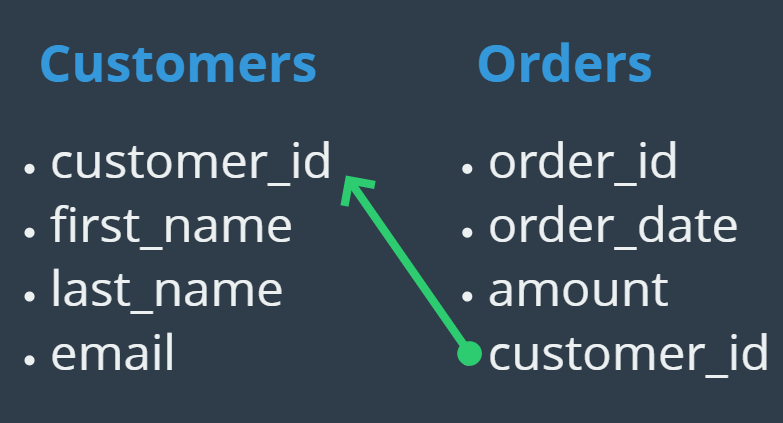 Customers
• customer_id
• first_name
• last_name
• email
Orders
• order_id
• order_date
• amount
customer_id